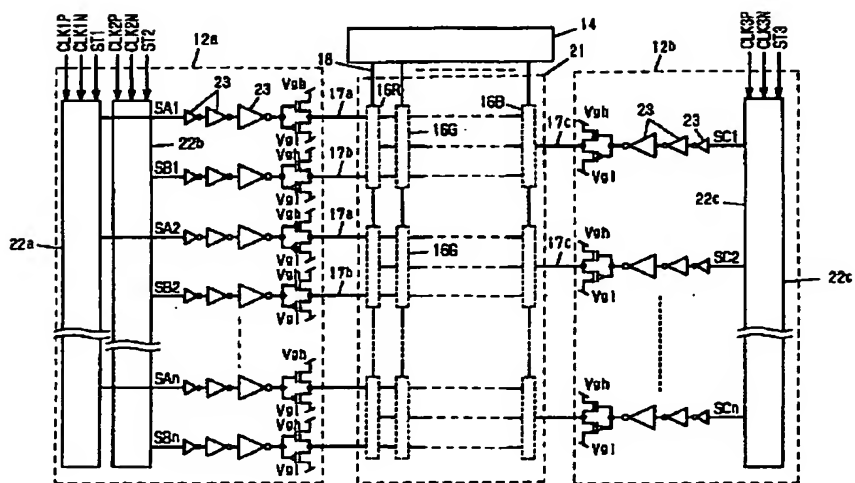 CLK1P
CLK1N
ST1
CLK2P
CLK2N
ST2
12a
14
18
21
12b
CLK3P
CLK3N
ST3
SA1
23
23
Vgh
17a
16R
16B
16G
17c
Vgh
23
23
SC1
22b
Vgl
Vgh
SB1
17b
Vgl
22c
Vgl
22a
SA2
Vgh
17a
16G
17c
Vgh
SC2
22c
Vgl
Vgh
SB2
17b
Vgl
Vgl
Vgh
SAn
Vgl
Vgh
SCn
Vgh
SBn
Vgl
Vgl